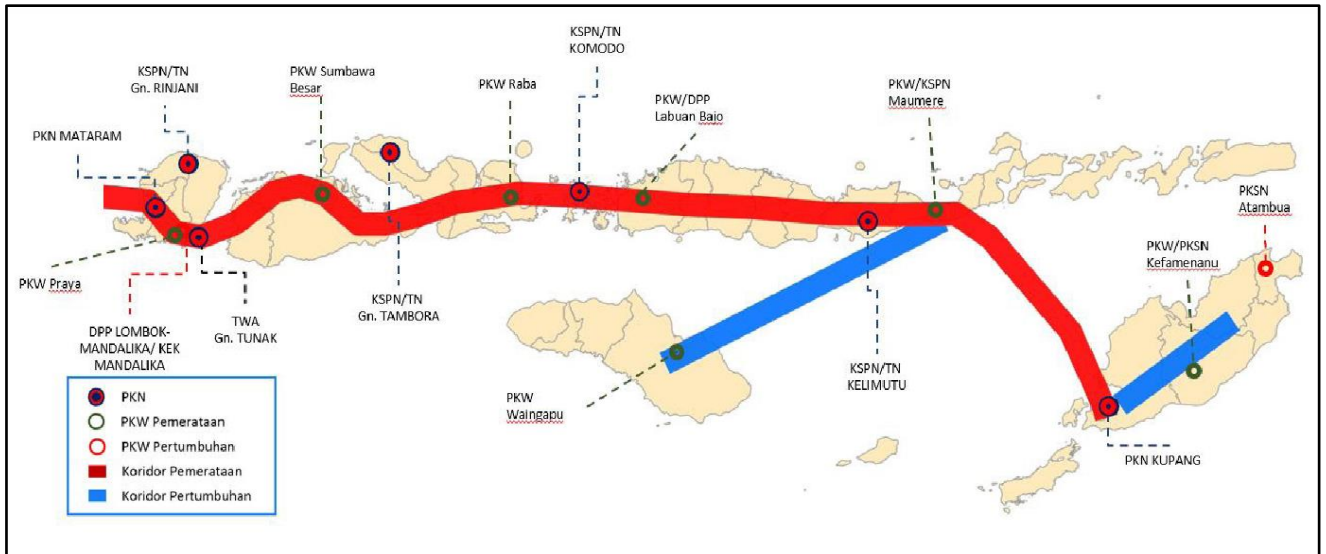 KSPN/TN
KOMODO
KSPN/TN
Gn. RINJANI
PKW Sumbawa
Besar
PKW Raba
PKW/DPP
Labuan Bajo
PKW/KSPN
Maumere
PKN MATARAM
PKSN
Atambua
PKW/PKSN
Kefamenanu
PKW Praya
DPP LOMBOK-
MANDALIKA/ KEK
MANDALIKA
TWA
Gn. TUNAK
KSPN/TN
Gn. TAMBORA
KSPN/TN
KELIMUTU
PKW
Waingapu
PKN KUPANG
PKN
PKW Pemerataan
PKW Pertumbuhan
Koridor Pemerataan
Koridor Pertumbuhan